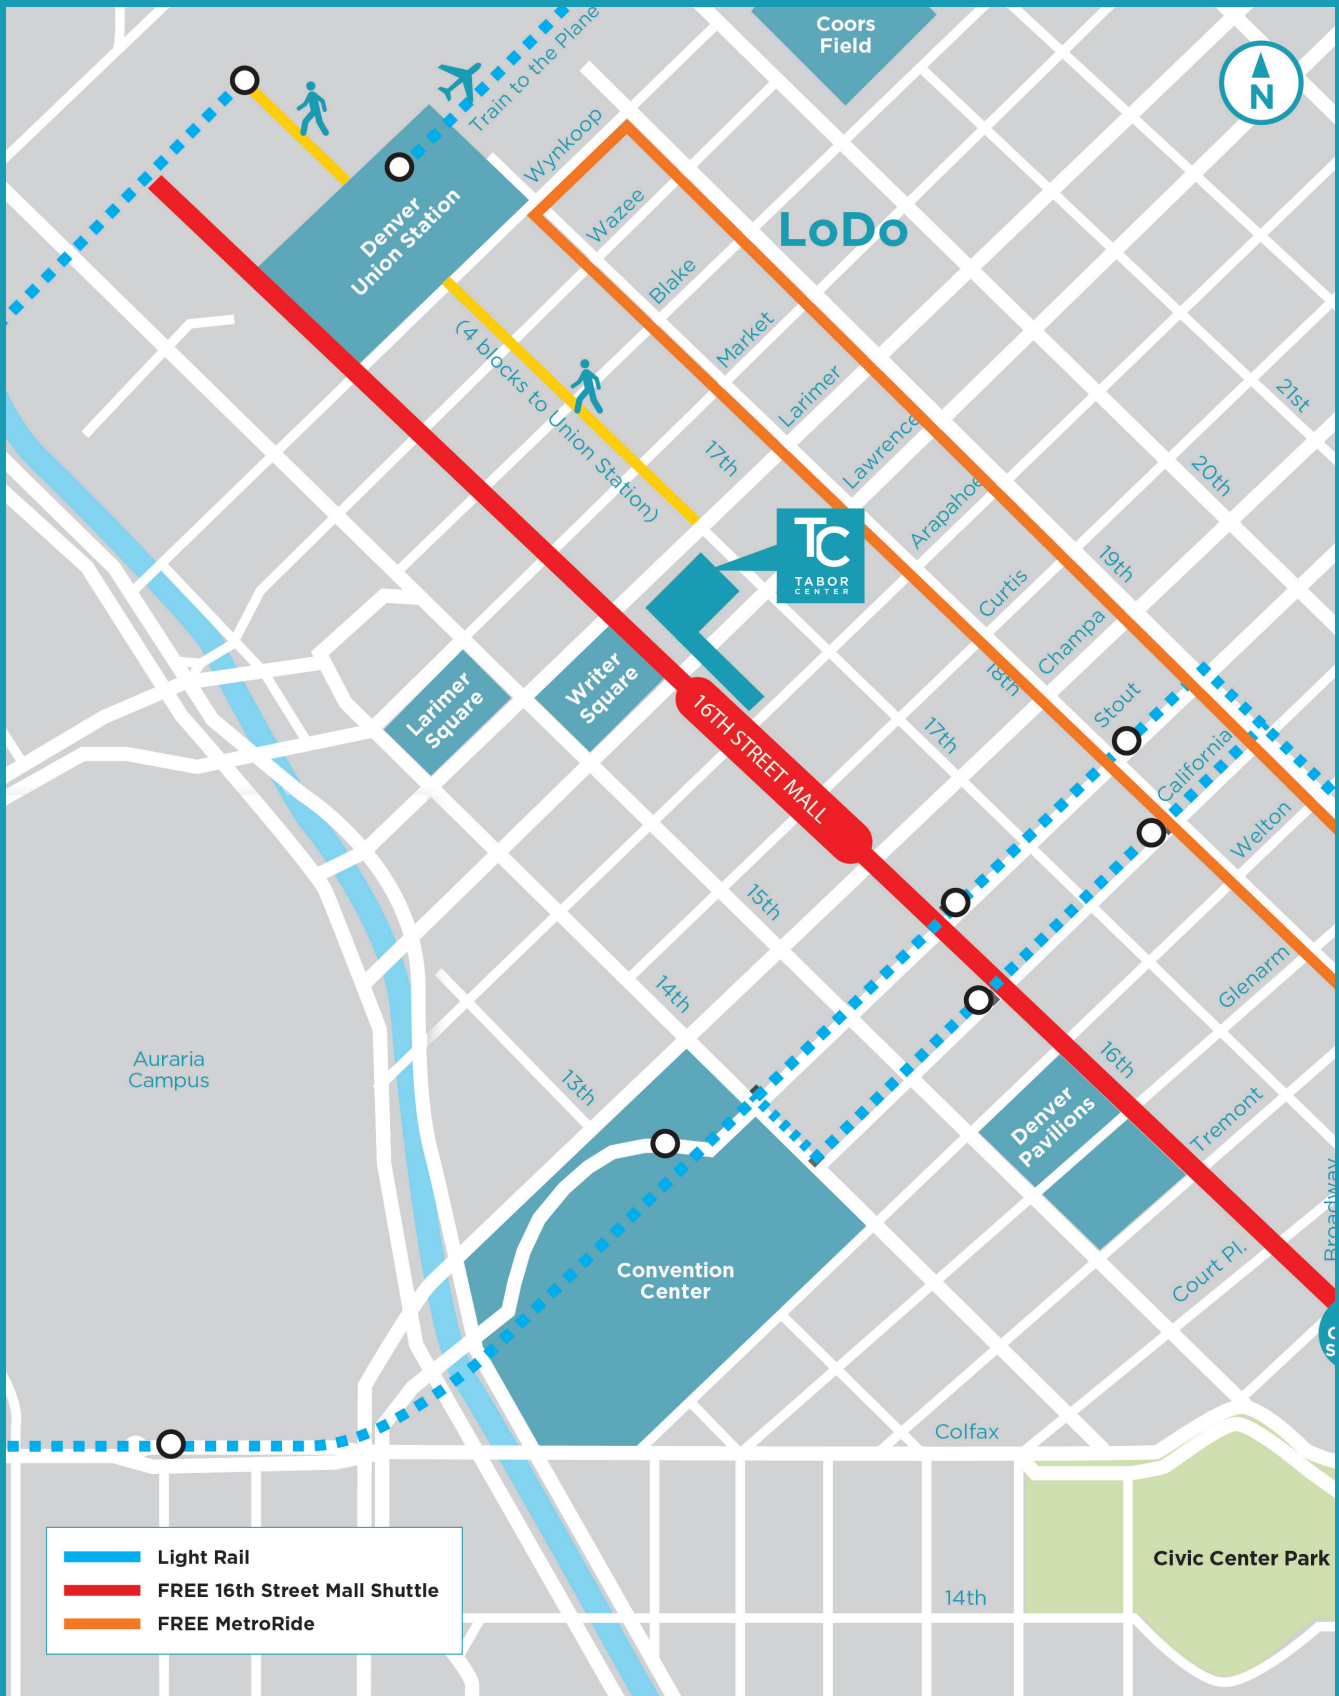 Coors
Field
N
Train to the Plane
Wynkoop
Denver
Union Station
Wazee
LoDo
Blake
(4 blocks to Union Station)
Market
Larimer
21st
17th
Lawrence
20th
Arapahoe
TC
TABOR
CENTER
19th
Curtis
Champa
18th
Writer
Square
Larimer
Square
Stout
17th
16TH STREET MALL
California
Welton
15th
14th
Glenarm
Auraria
Campus
13th
16th
Denver
Pavilions
Tremont
Broadway
Convention
Center
Court Pl.
C
S
Colfax
Civic Center Park
14th
Light Rail
FREE 16th Street Mall Shuttle
FREE MetroRide